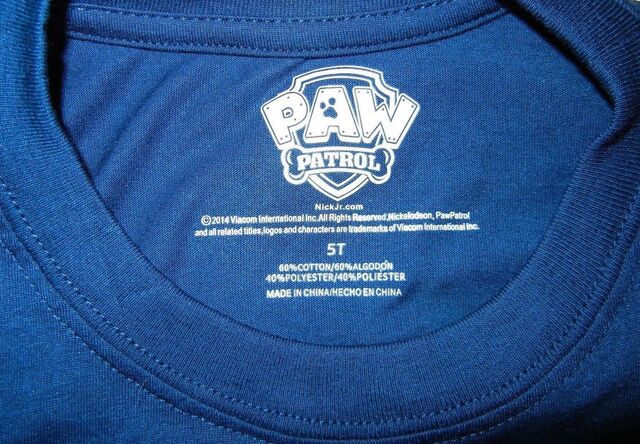 PAW
PATROL
NickJr.com
©2014 Viacom International Inc.All Rights Reserved,Nickelodeon, PawPatrol
and all related titles,logos and characters are trademarks of Viacom International Inc.
5T
60%COTTON/60%ALGODÓN
40%POLYESTER/40%POLIESTER
MADE IN CHINA/HECHO EN CHINA